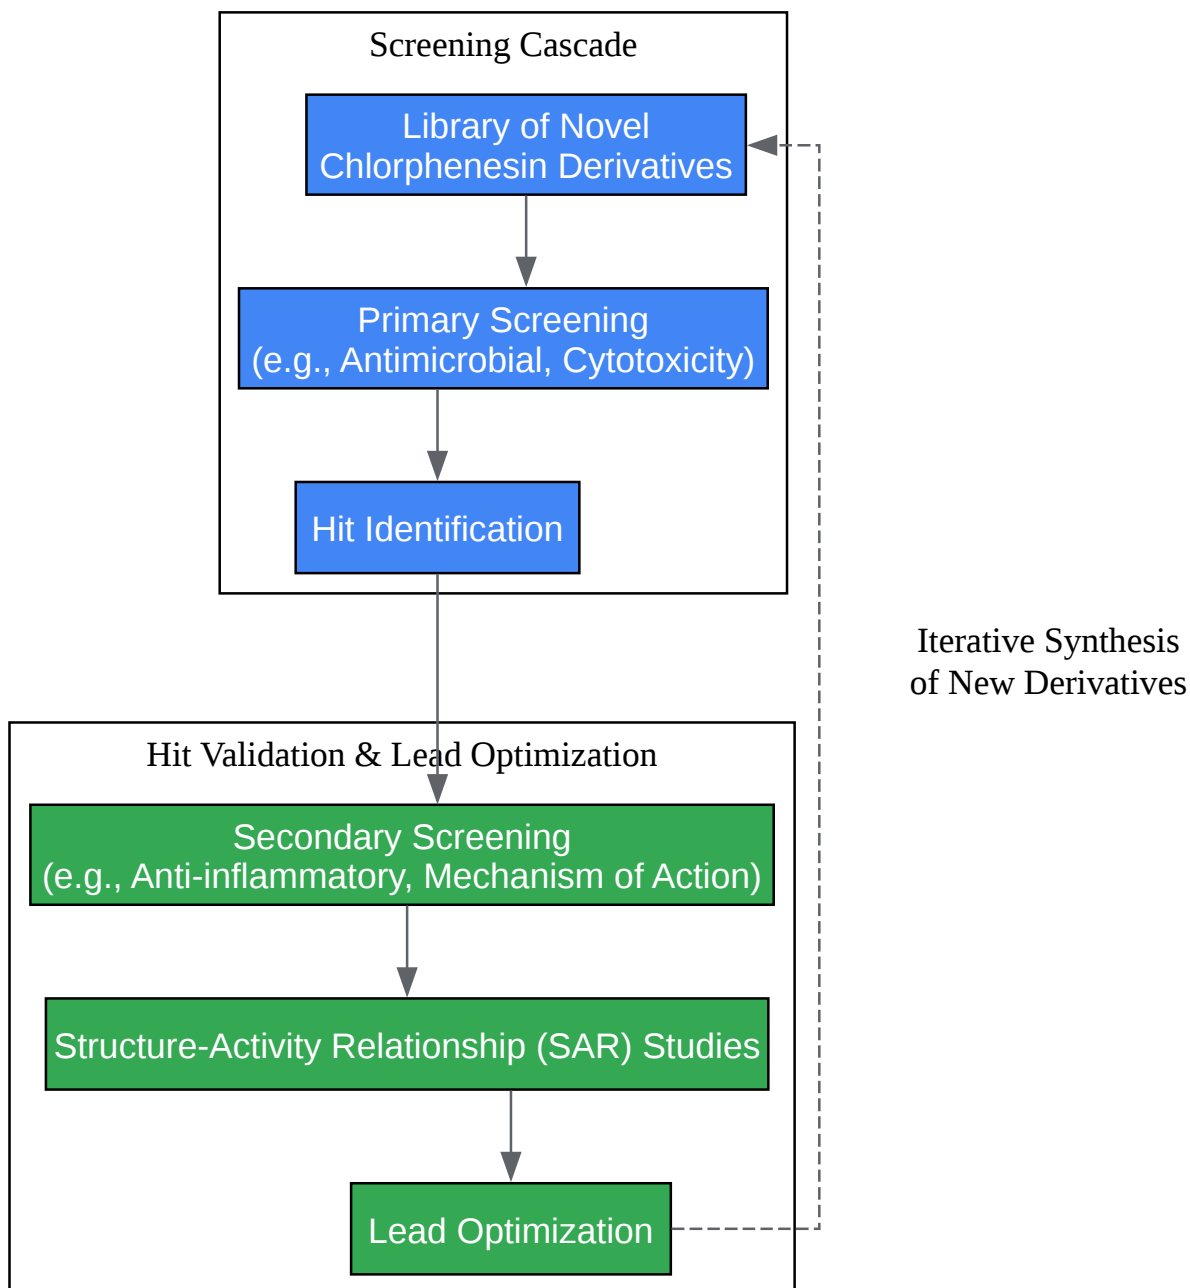 Screening Cascade
Library of Novel
Chlorphenesin Derivatives
Primary Screening
(e.g., Antimicrobial, Cytotoxicity)
Hit Identification
Iterative Synthesis
of New Derivatives
Hit Validation & Lead Optimization
Secondary Screening
(e.g., Anti-inflammatory, Mechanism of Action)
Structure-Activity Relationship (SAR) Studies
Lead Optimization